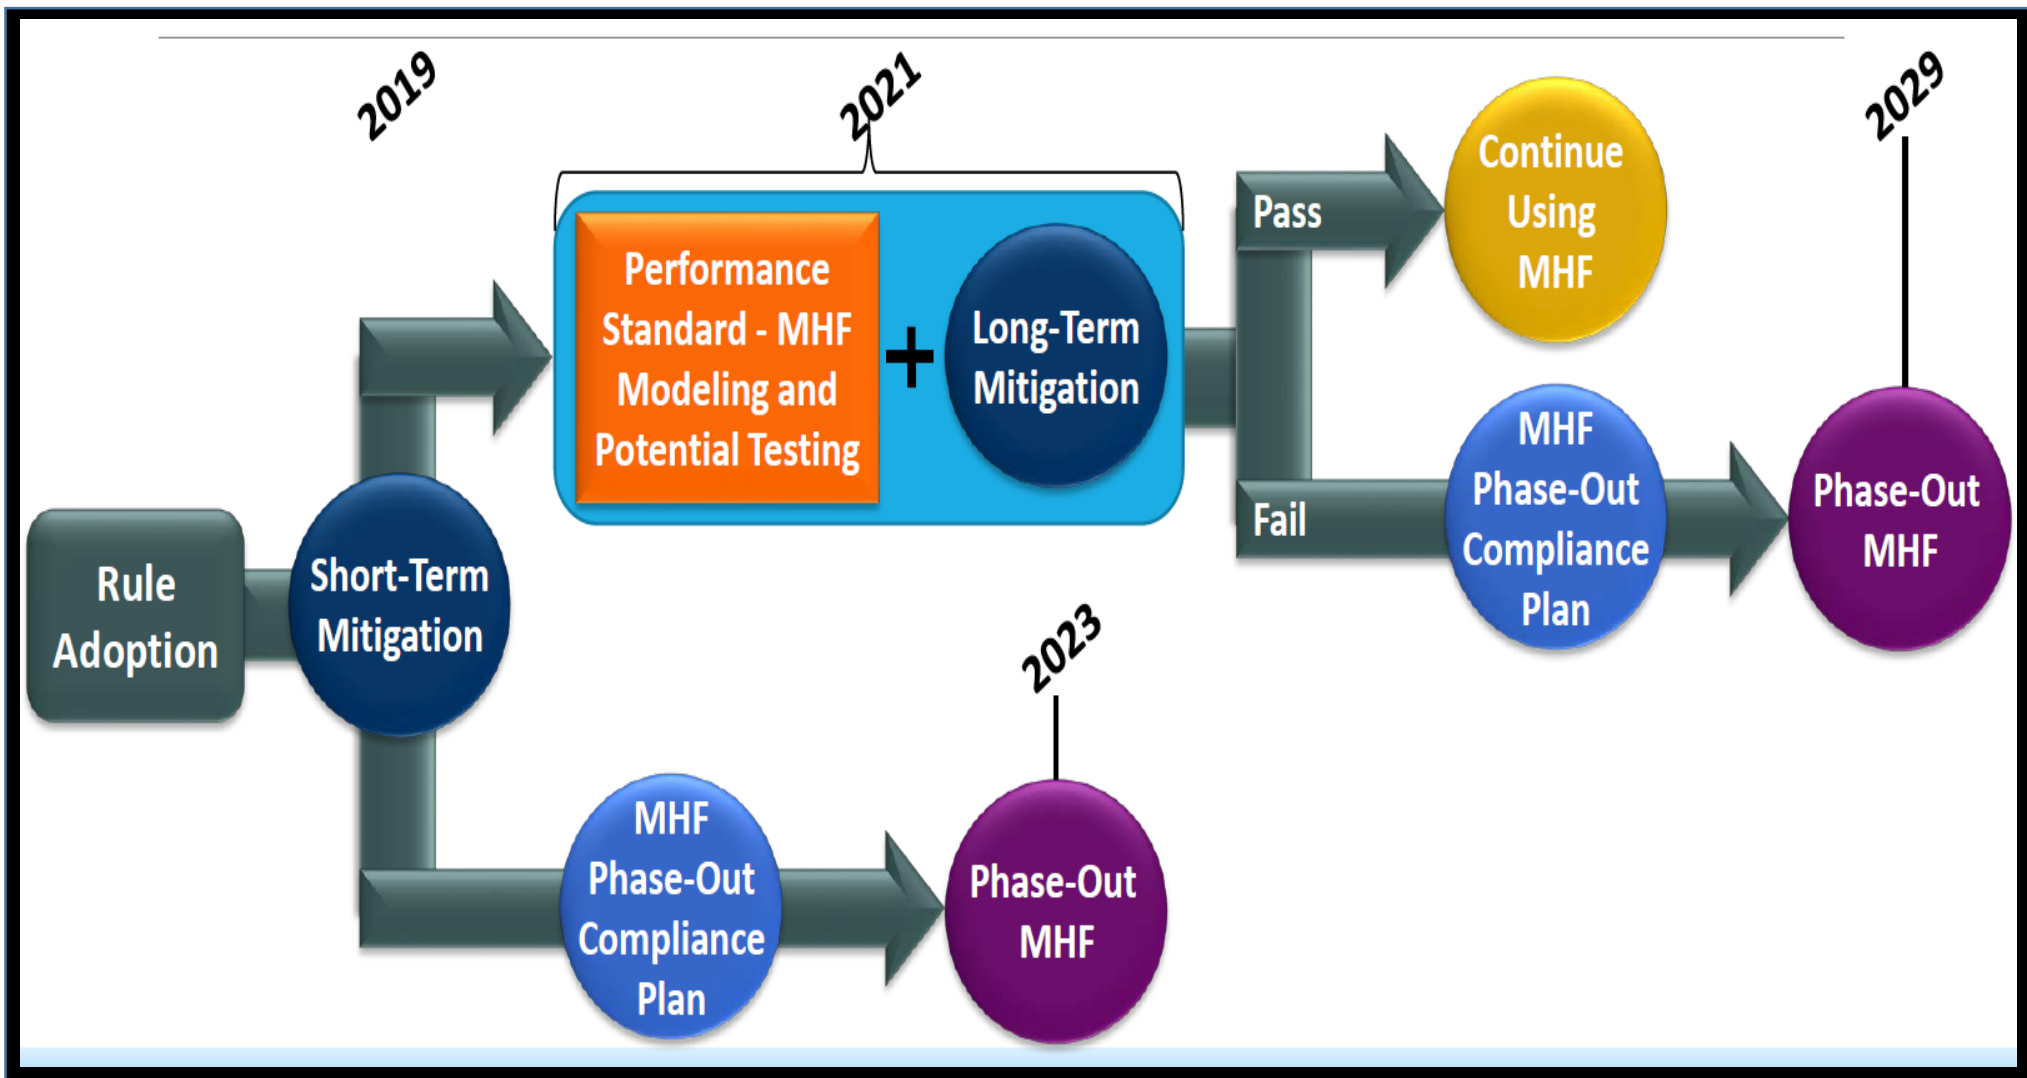 2019
2021
2029
Rule
Adoption
Short-Term
Mitigation
Performance
Standard - MHF
Modeling and
Potential Testing
+
Long-Term
Mitigation
Pass
Continue
Using
MHF
Fail
MHF
Phase-Out
Compliance
Plan
Phase-Out
MHF
2023
MHF
Phase-Out
Compliance
Plan
Phase-Out
MHF